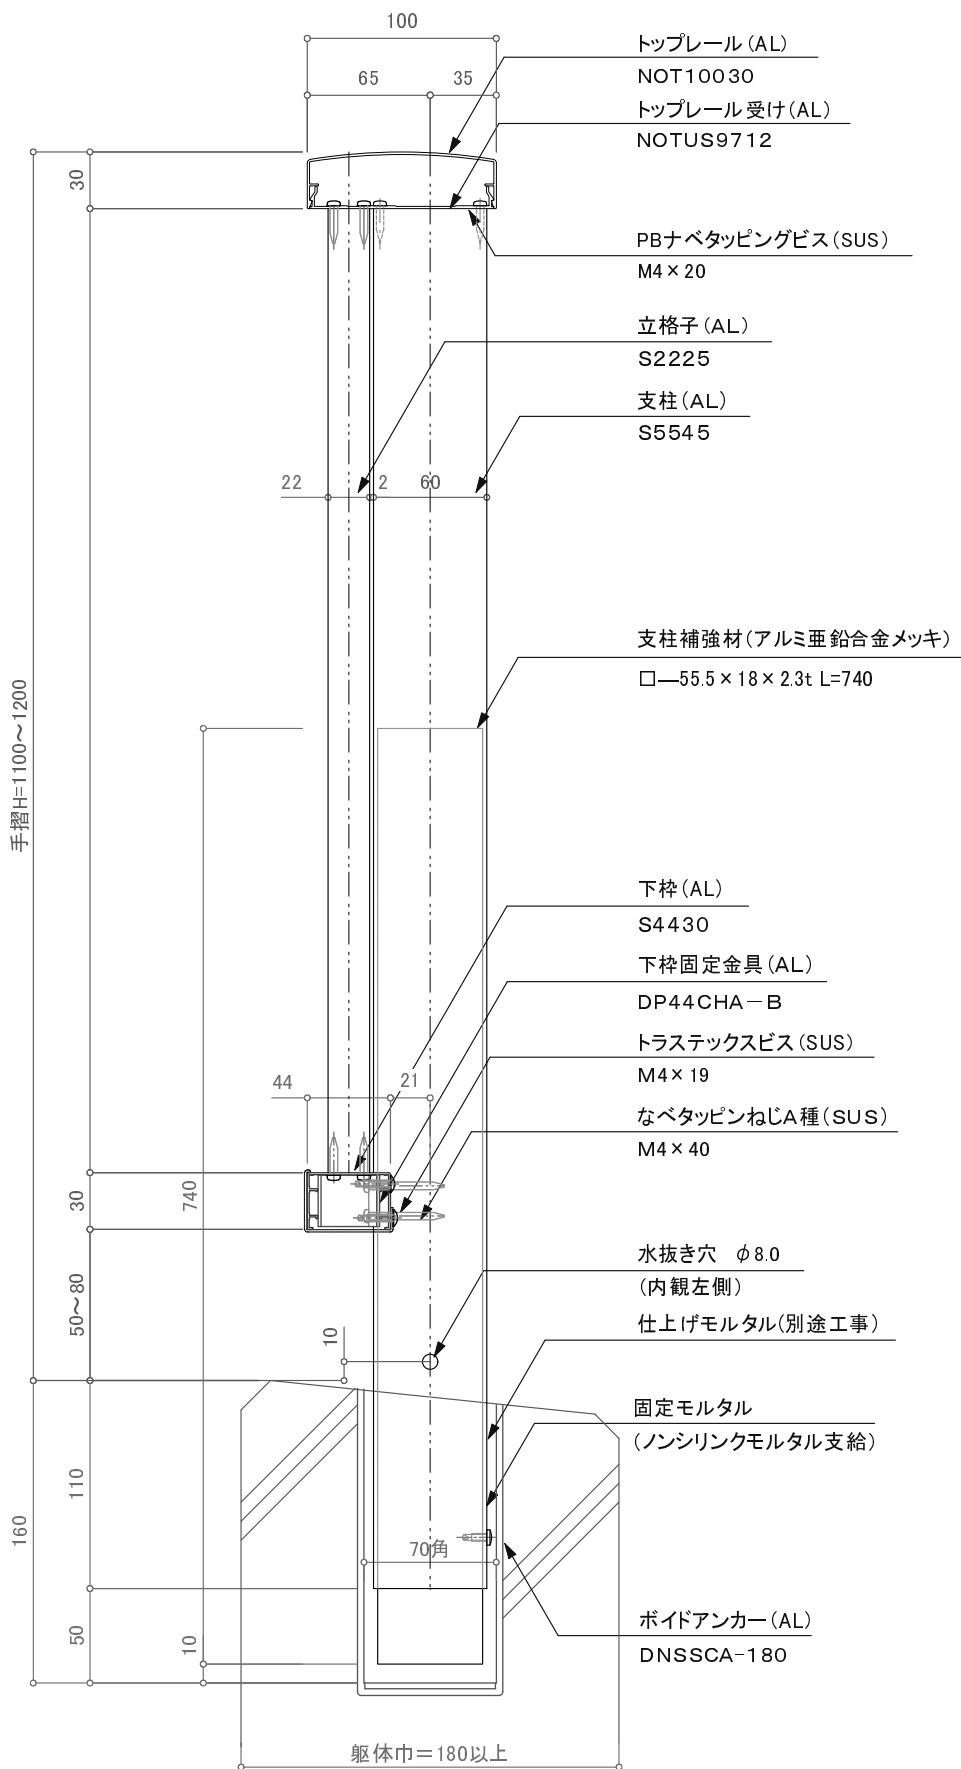 100
65
35
トップレール(AL)
NOT10030
トップレール受け(AL)
NOTUS9712
30
PBナベタッピングビス(SUS)
M4×20
立格子(AL)
S2225
支柱(AL)
S5545
22
2
60
支柱補強材(アルミ亜鉛合金メッキ)
□―55.5×18×2.3t L=740
手摺H=1100～1200
下枠(AL)
S4430
下枠固定金具(AL)
DP44CHA－B
トラステックスビス(SUS)
M4×19
44
21
なべタッピンねじA種(SUS)
M4×40
30
740
水抜き穴　φ8.0
(内観左側)
50～80
10
仕上げモルタル(別途工事)
固定モルタル
(ノンシリンクモルタル支給)
110
160
70角
ボイドアンカー(AL)
DNSSCA-180
50
10
躯体巾＝180以上